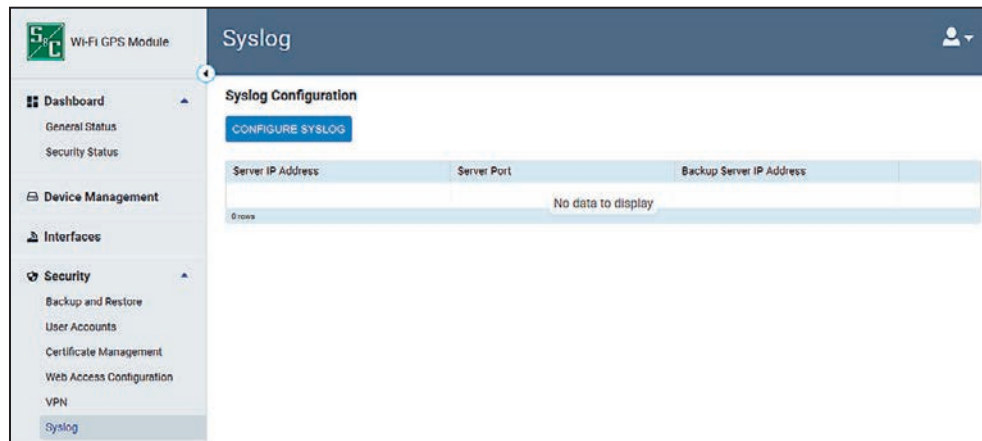 S&C Wi-Fi GPS Module
Syslog
Dashboard
General Status
Security Status
Device Management
Interfaces
Security
Backup and Restore
User Accounts
Certificate Management
Web Access Configuration
VPN
Syslog
Syslog Configuration
CONFIGURE SYSLOG
Server IP Address Server Port Backup Server IP Address
No data to display
0 rows